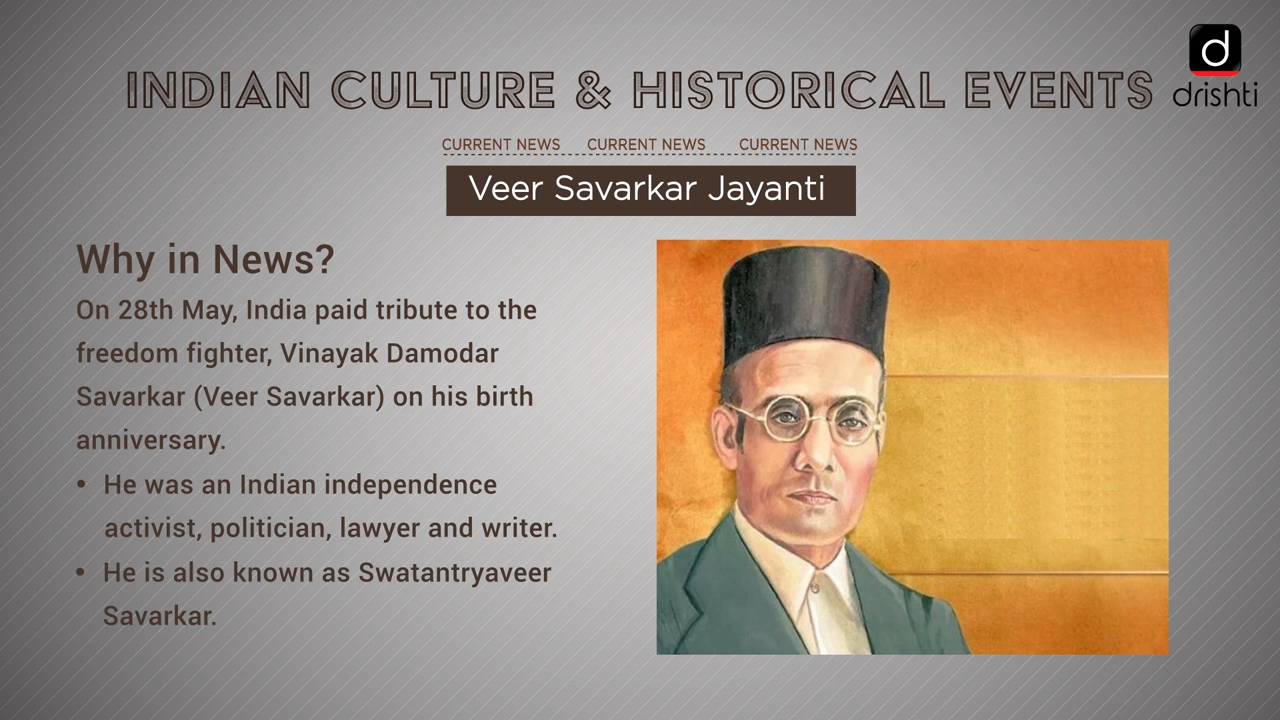 INDIAN CULTURE & HISTORICAL EVENTS
d
drishti
CURRENT NEWS CURRENT NEWS CURRENT NEWS
Veer Savarkar Jayanti
Why in News?
On 28th May, India paid tribute to the
freedom fighter, Vinayak Damodar
Savarkar (Veer Savarkar) on his birth
anniversary.
• He was an Indian independence
activist, politician, lawyer and writer.
• He is also known as Swatantryaveer
Savarkar.